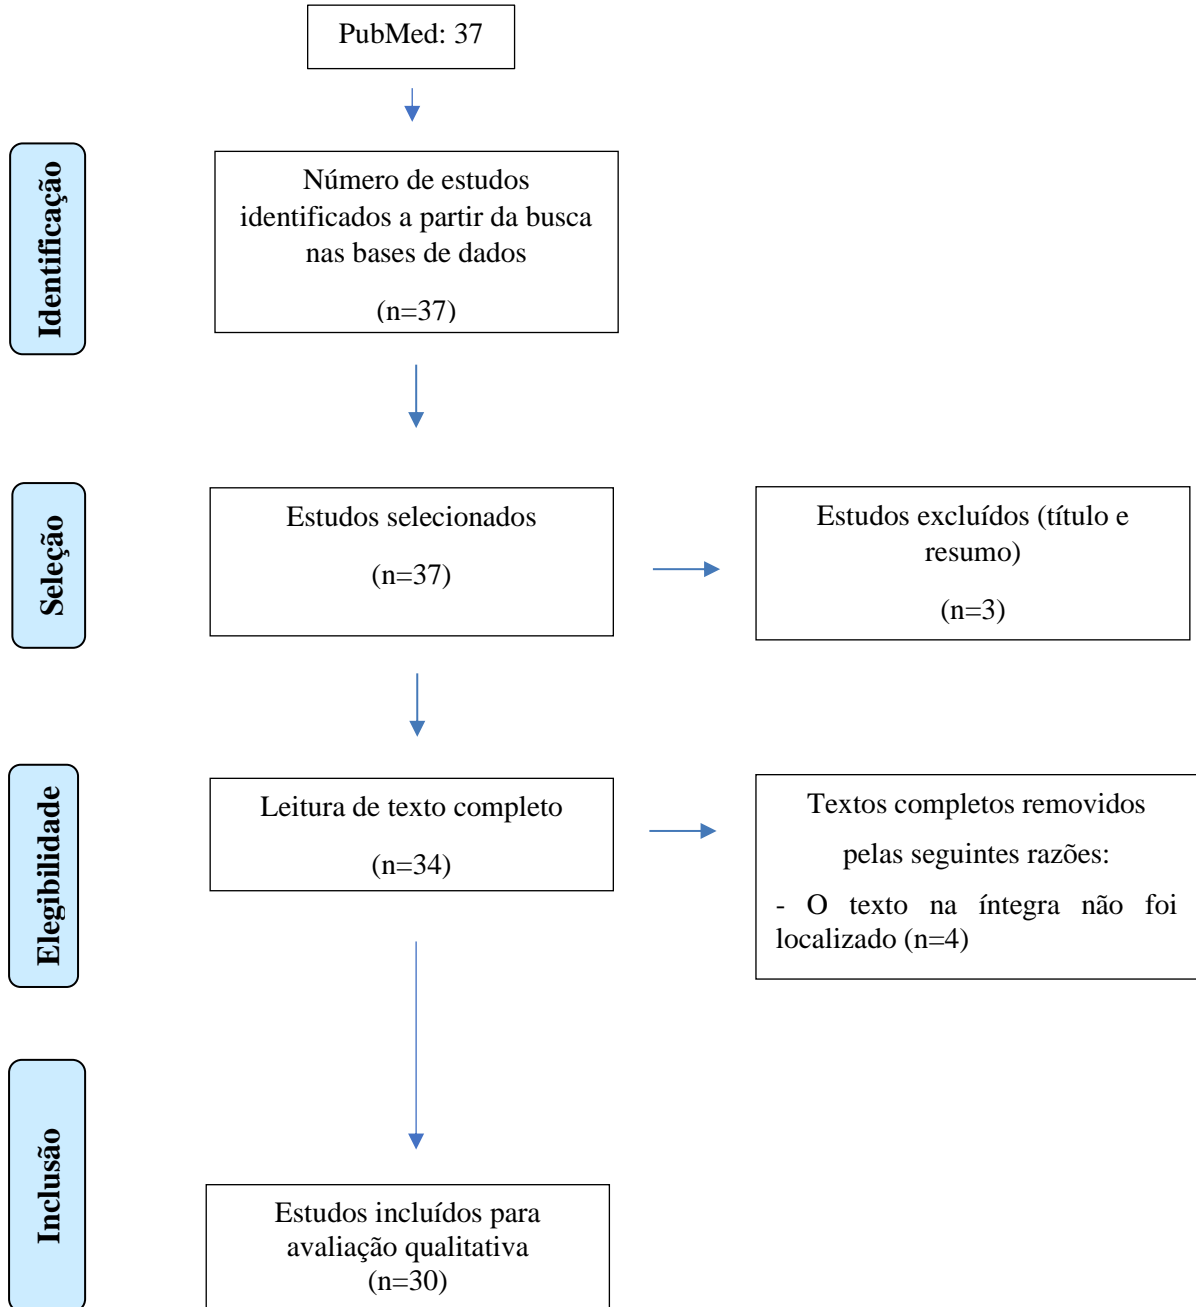 PubMed: 37
Identificação
Número de estudos
identificados a partir da busca
nas bases de dados
(n=37)
Seleção
Estudos selecionados
(n=37)
Estudos excluídos (título e
resumo)
(n=3)
Elegibilidade
Leitura de texto completo
(n=34)
Textos completos removidos
pelas seguintes razões:
- O texto na íntegra não foi
localizado (n=4)
Inclusão
Estudos incluídos para
avaliação qualitativa
(n=30)